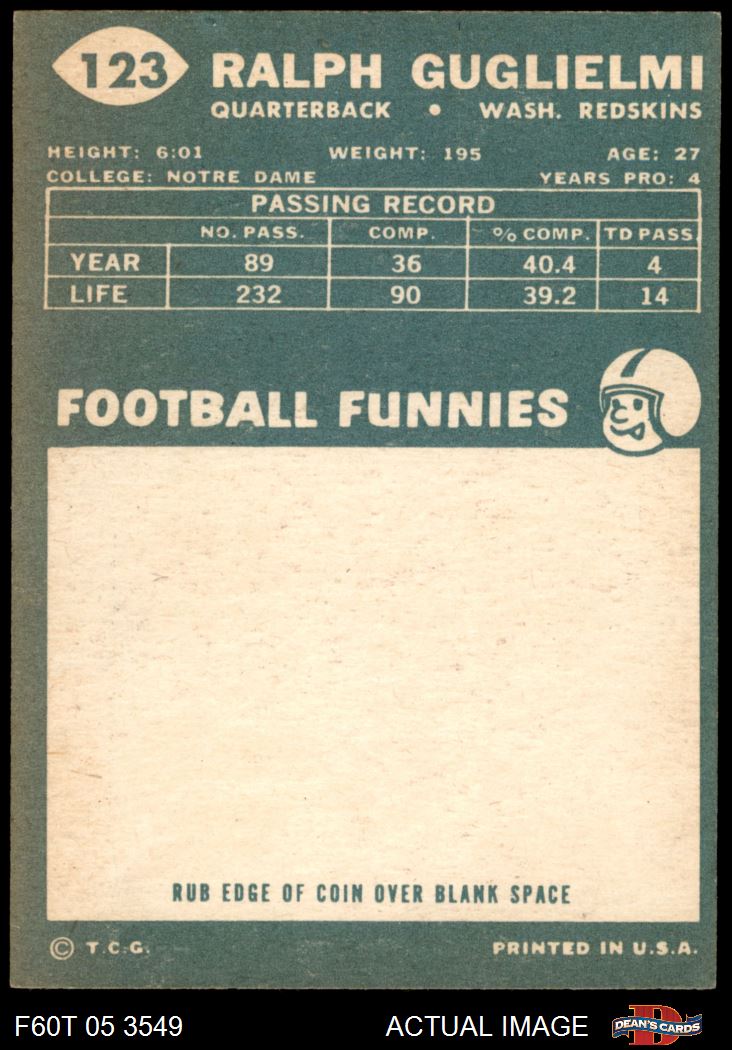 123 RALPH GUGLIELMI
QUARTERBACK • WASH. REDSKINS
HEIGHT: 6:01 WEIGHT: 195 AGE: 27
COLLEGE: NOTRE DAME YEARS PRO: 4
PASSING RECORD
NO. PASS. COMP. % COMP. TD PASS.
YEAR 89 36 40.4 4
LIFE 232 90 39.2 14
FOOTBALL FUNNIES
RUB EDGE OF COIN OVER BLANK SPACE
© T.C.G. PRINTED IN U.S.A.
F60T 05 3549 ACTUAL IMAGE D DEAN'S CARDS